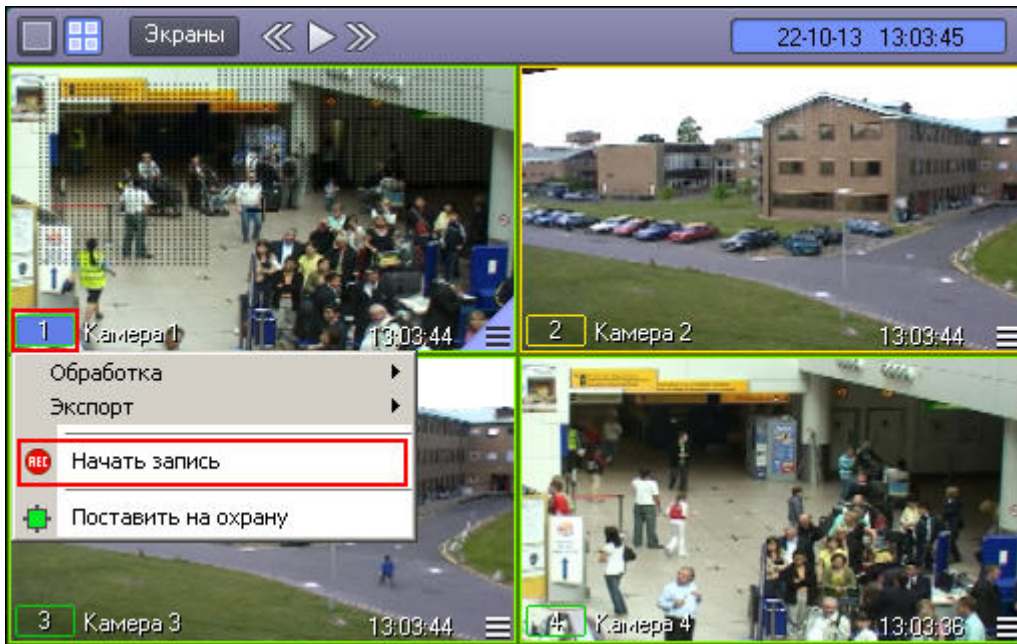 Экраны
22-10-13 13:03:45
1 Камера 1 13:03:44
2 Камера 2 13:03:44
Обработка
Экспорт
REC Начать запись
Поставить на охрану
3 Камера 3 13:03:44
4 Камера 4 13:03:36